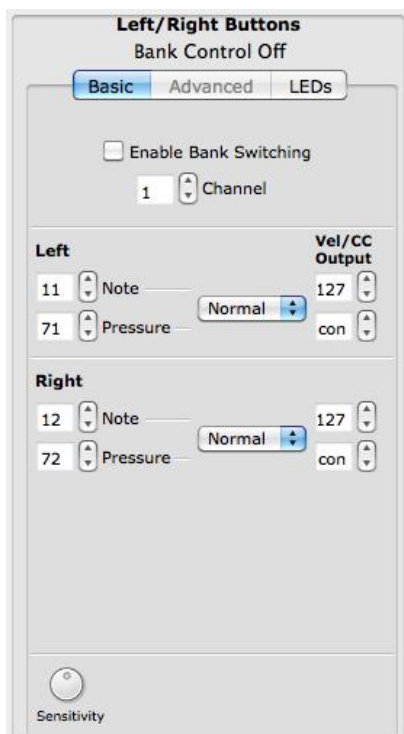 Left/Right Buttons
Bank Control Off
Basic Advanced LEDs
Enable Bank Switching
1 Channel
Left Vel/CC Output
11 Note Normal 127
71 Pressure con
Right
12 Note Normal 127
72 Pressure con
Sensitivity